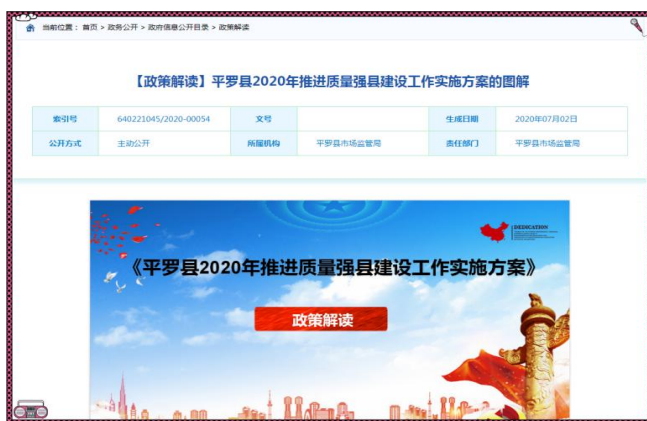 当前位置：首页 > 政务公开 > 政府信息公开目录 > 政策解读
【政策解读】平罗县2020年推进质量强县建设工作实施方案的图解
索引号 640221045/2020-00054 文号 生成日期 2020年07月02日
公开方式 主动公开 所属机构 平罗县市场监管局 责任部门 平罗县市场监管局
DEDICATION
《平罗县2020年推进质量强县建设工作实施方案》
政策解读